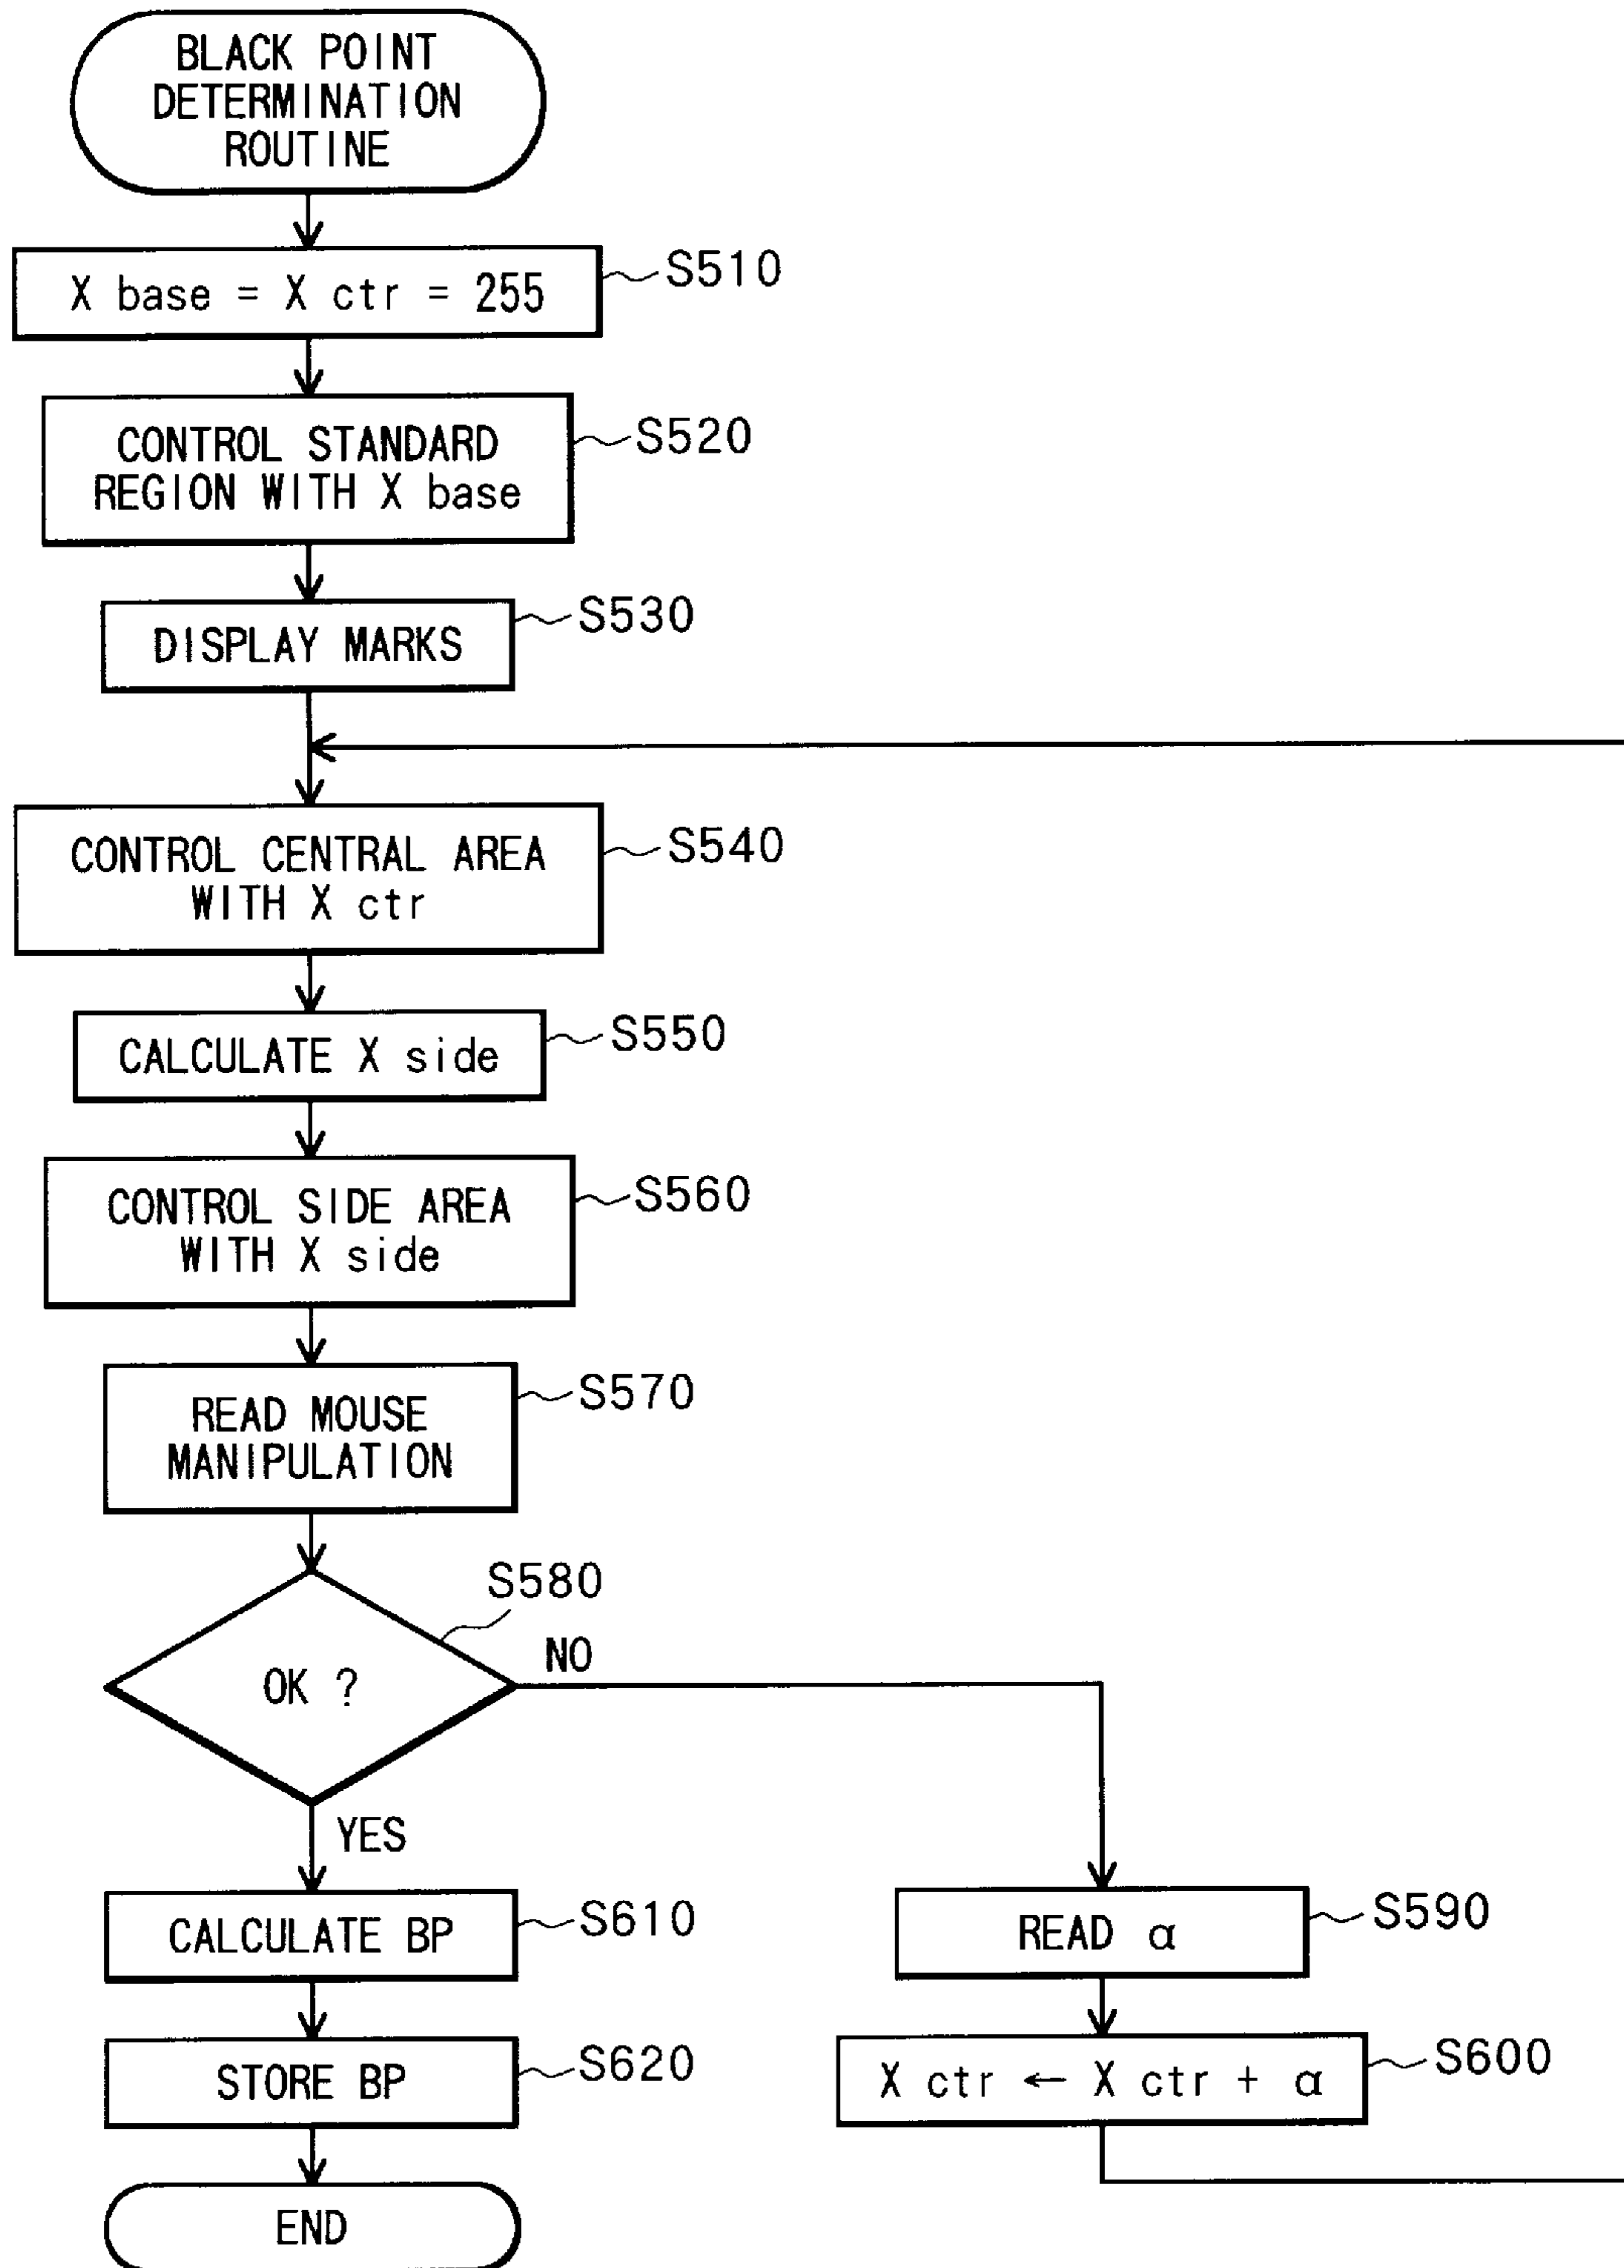 BLACK POINT
DETERMINATION
ROUTINE
X base = X ctr = 255
S510
CONTROL STANDARD
REGION WITH X base
S520
DISPLAY MARKS
S530
CONTROL CENTRAL AREA
WITH X ctr
S540
CALCULATE X side
S550
CONTROL SIDE AREA
WITH X side
S560
READ MOUSE
MANIPULATION
S570
S580
OK ?
NO
YES
CALCULATE BP
S610
READ α
S590
STORE BP
S620
X ctr ← X ctr + α
S600
END